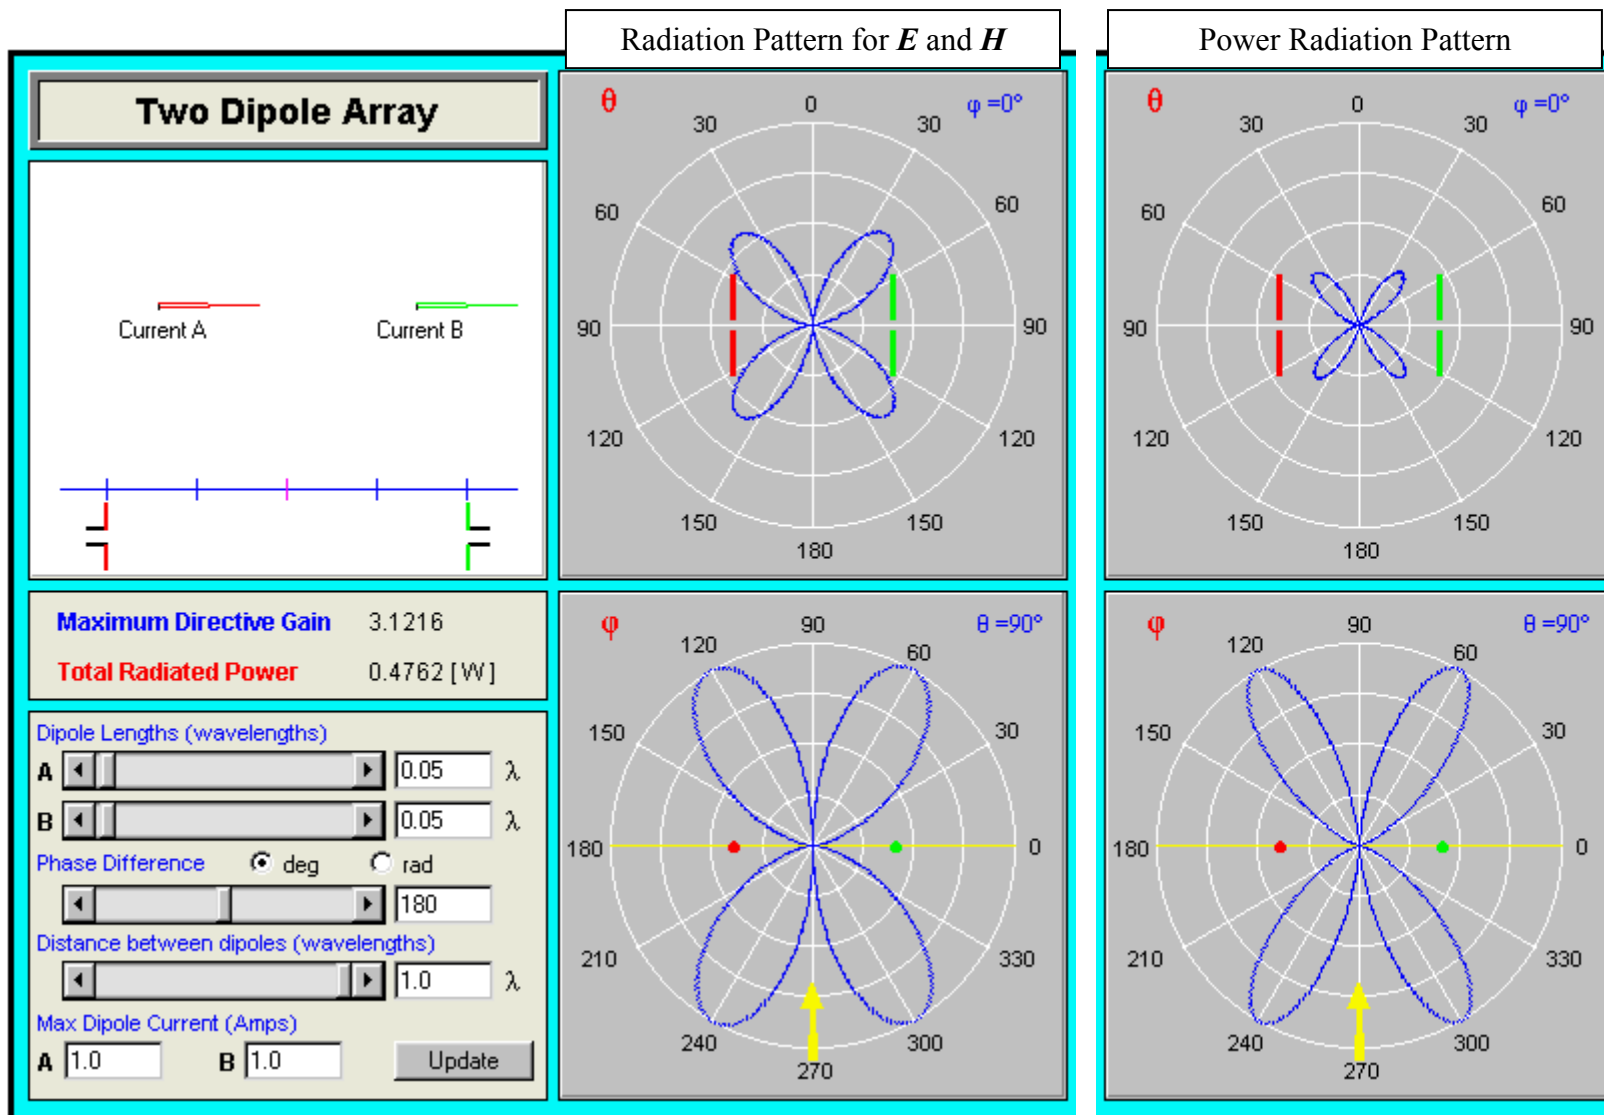 Radiation Pattern for E and H
Power Radiation Pattern
Two Dipole Array
Current A
Current B
Maximum Directive Gain 3.1216
Total Radiated Power 0.4762 [W]
Dipole Lengths (wavelengths)
A 0.05 λ
B 0.05 λ
Phase Difference deg rad
180
Distance between dipoles (wavelengths)
1.0 λ
Max Dipole Current (Amps)
A 1.0 B 1.0 Update
θ 0 φ =0°
30 30
60 60
90 90
120 120
150 150
180
φ 90 θ =90°
120 60
150 30
180 0
210 330
240 300
270
θ 0 φ =0°
30 30
60 60
90 90
120 120
150 150
180
φ 90 θ =90°
120 60
150 30
180 0
210 330
240 300
270